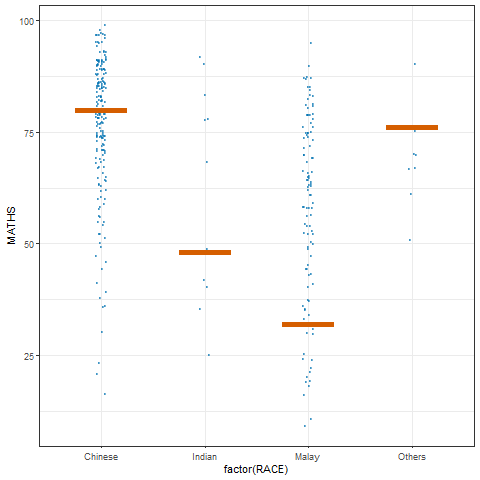 100
75
50
25
MATHS
Chinese
Indian
Malay
Others
factor(RACE)